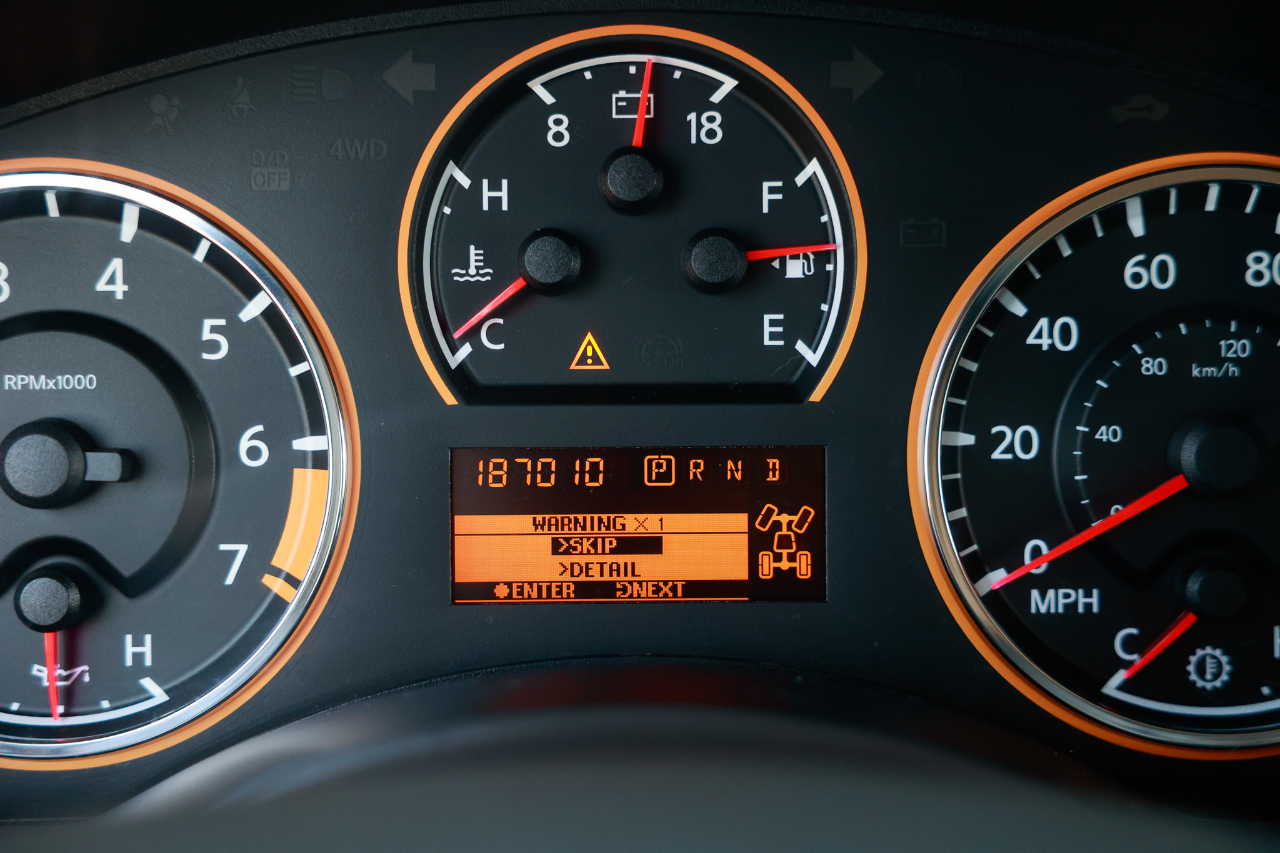 8 18
H F
C E
O/D OFF
4WD
4
5
6
7
RPMx1000
H
187010 P R N D
WARNING × 1
>SKIP
>DETAIL
ENTER NEXT
0
20
40
60
80
MPH
0
40
80
120
km/h
C